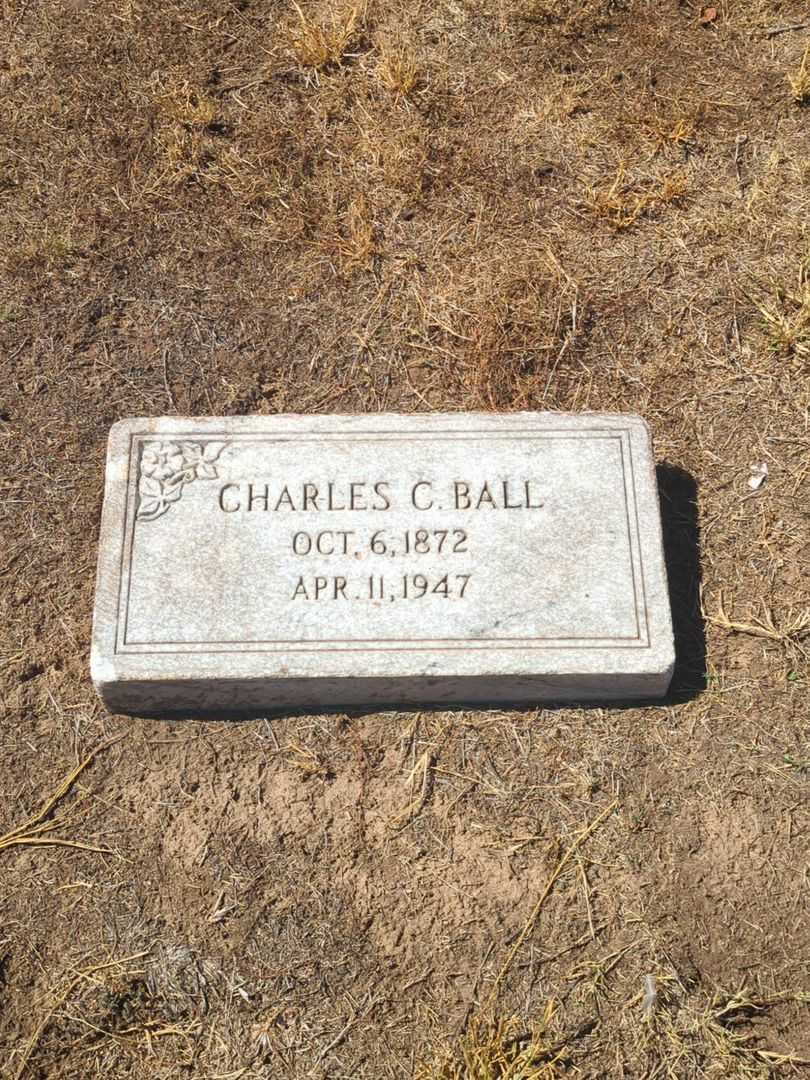 CHARLES C. BALL
OCT. 6, 1872
APR. 11, 1947